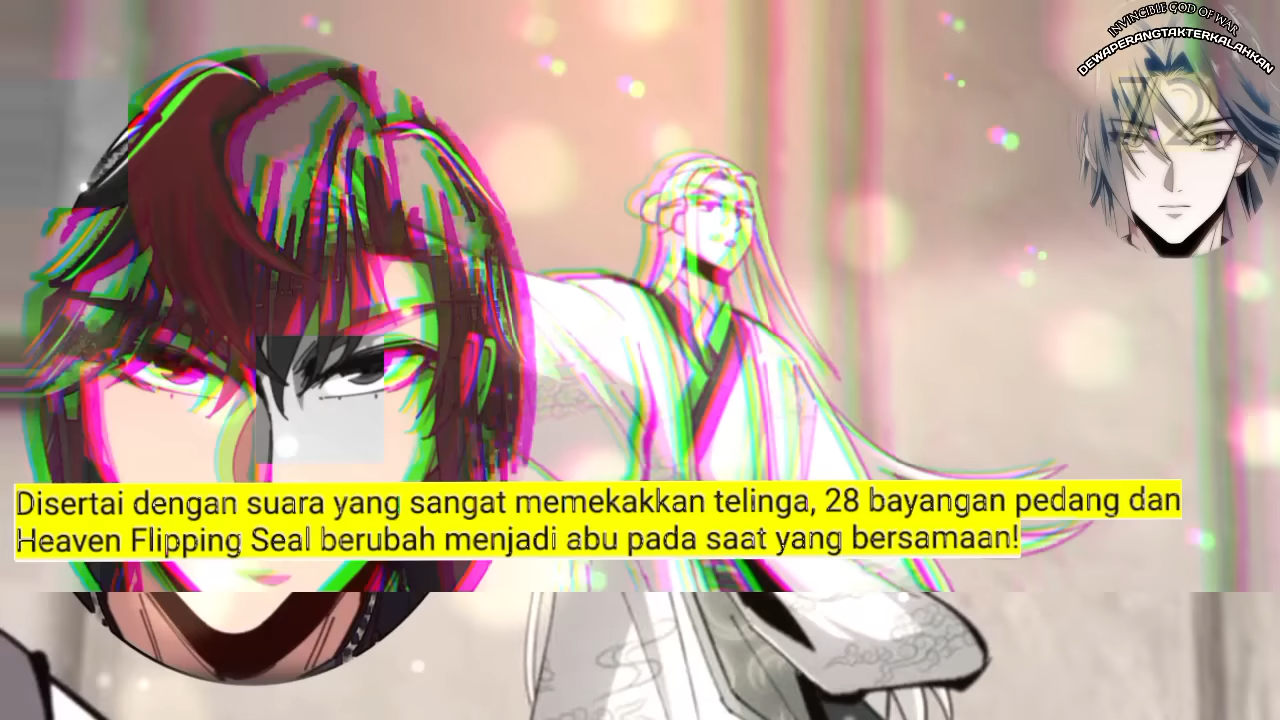 INVINCIBLE GOD OF WAR
DEWAPERANGTAKTERKALAHKAN
72
Disertai dengan suara yang sangat memekakkan telinga, 28 bayangan pedang dan
Heaven Flipping Seal berubah menjadi abu pada saat yang bersamaan!